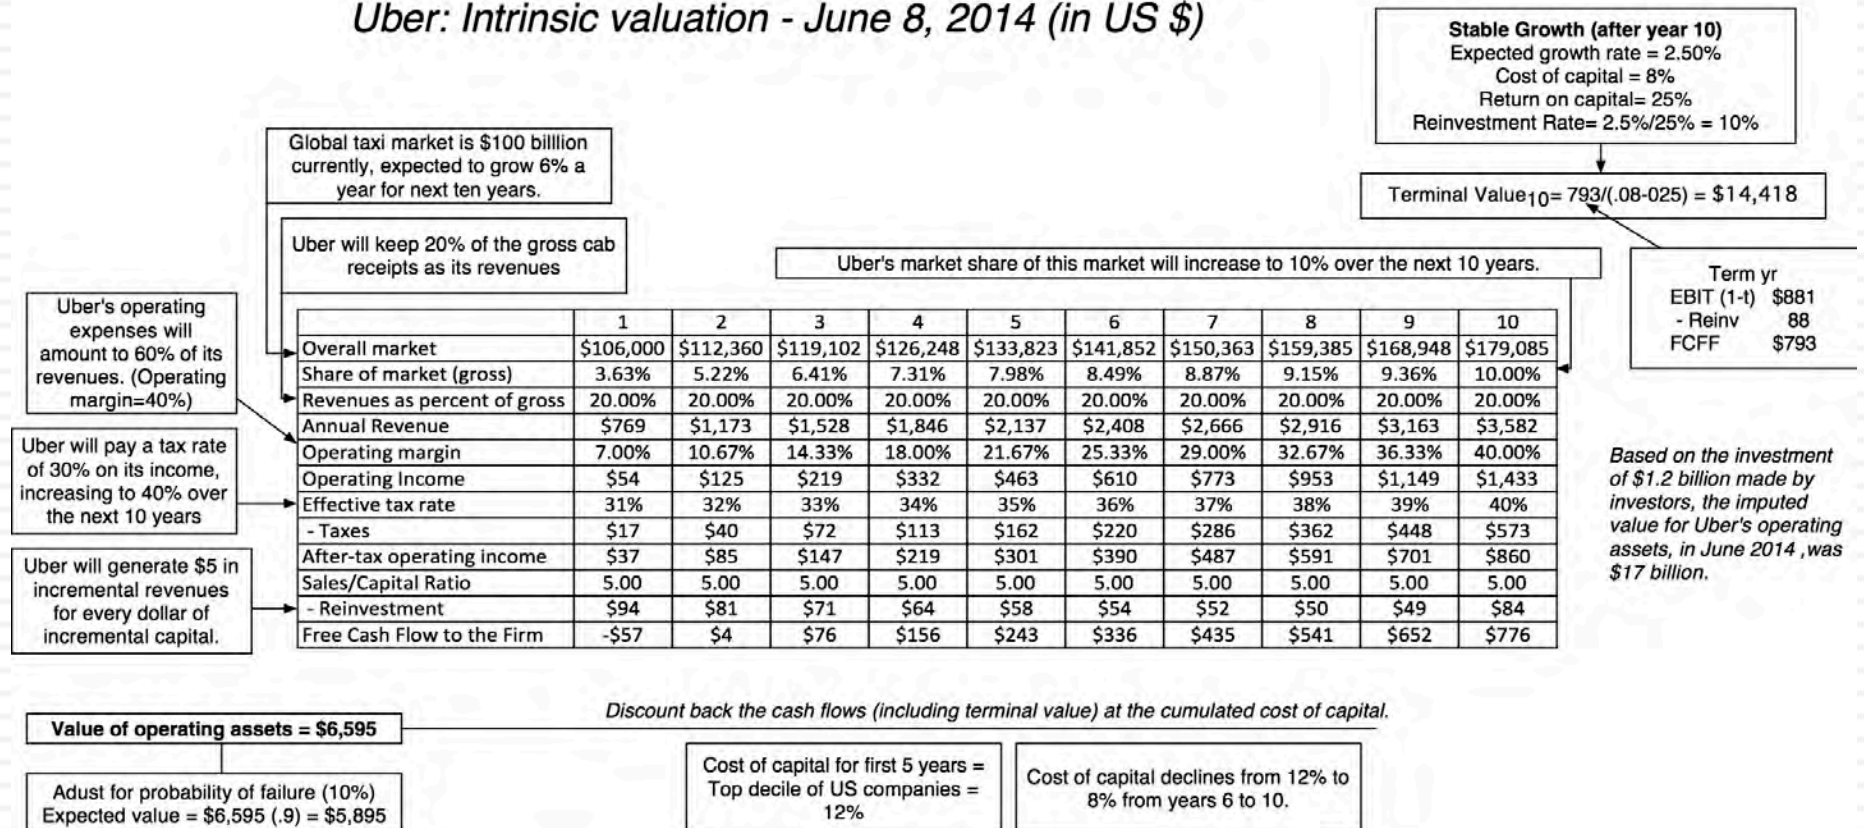 Uber: Intrinsic valuation - June 8, 2014 (in US $)
Stable Growth (after year 10)
Expected growth rate = 2.50%
Cost of capital = 8%
Return on capital= 25%
Reinvestment Rate= 2.5%/25% = 10%
Terminal Value10= 793/(.08-025) = $14,418
Term yr
EBIT (1-t) $881
- Reinv 88
FCFF $793
Global taxi market is $100 billlion
currently, expected to grow 6% a
year for next ten years.
Uber will keep 20% of the gross cab
receipts as its revenues
Uber's market share of this market will increase to 10% over the next 10 years.
Uber's operating
expenses will
amount to 60% of its
revenues. (Operating
margin=40%)
Uber will pay a tax rate
of 30% on its income,
increasing to 40% over
the next 10 years
Uber will generate $5 in
incremental revenues
for every dollar of
incremental capital.
1 2 3 4 5 6 7 8 9 10
Overall market $106,000 $112,360 $119,102 $126,248 $133,823 $141,852 $150,363 $159,385 $168,948 $179,085
Share of market (gross) 3.63% 5.22% 6.41% 7.31% 7.98% 8.49% 8.87% 9.15% 9.36% 10.00%
Revenues as percent of gross 20.00% 20.00% 20.00% 20.00% 20.00% 20.00% 20.00% 20.00% 20.00% 20.00%
Annual Revenue $769 $1,173 $1,528 $1,846 $2,137 $2,408 $2,666 $2,916 $3,163 $3,582
Operating margin 7.00% 10.67% 14.33% 18.00% 21.67% 25.33% 29.00% 32.67% 36.33% 40.00%
Operating Income $54 $125 $219 $332 $463 $610 $773 $953 $1,149 $1,433
Effective tax rate 31% 32% 33% 34% 35% 36% 37% 38% 39% 40%
- Taxes $17 $40 $72 $113 $162 $220 $286 $362 $448 $573
After-tax operating income $37 $85 $147 $219 $301 $390 $487 $591 $701 $860
Sales/Capital Ratio 5.00 5.00 5.00 5.00 5.00 5.00 5.00 5.00 5.00 5.00
- Reinvestment $94 $81 $71 $64 $58 $54 $52 $50 $49 $84
Free Cash Flow to the Firm -$57 $4 $76 $156 $243 $336 $435 $541 $652 $776
Based on the investment
of $1.2 billion made by
investors, the imputed
value for Uber's operating
assets, in June 2014 ,was
$17 billion.
Discount back the cash flows (including terminal value) at the cumulated cost of capital.
Value of operating assets = $6,595
Adust for probability of failure (10%)
Expected value = $6,595 (.9) = $5,895
Cost of capital for first 5 years =
Top decile of US companies =
12%
Cost of capital declines from 12% to
8% from years 6 to 10.